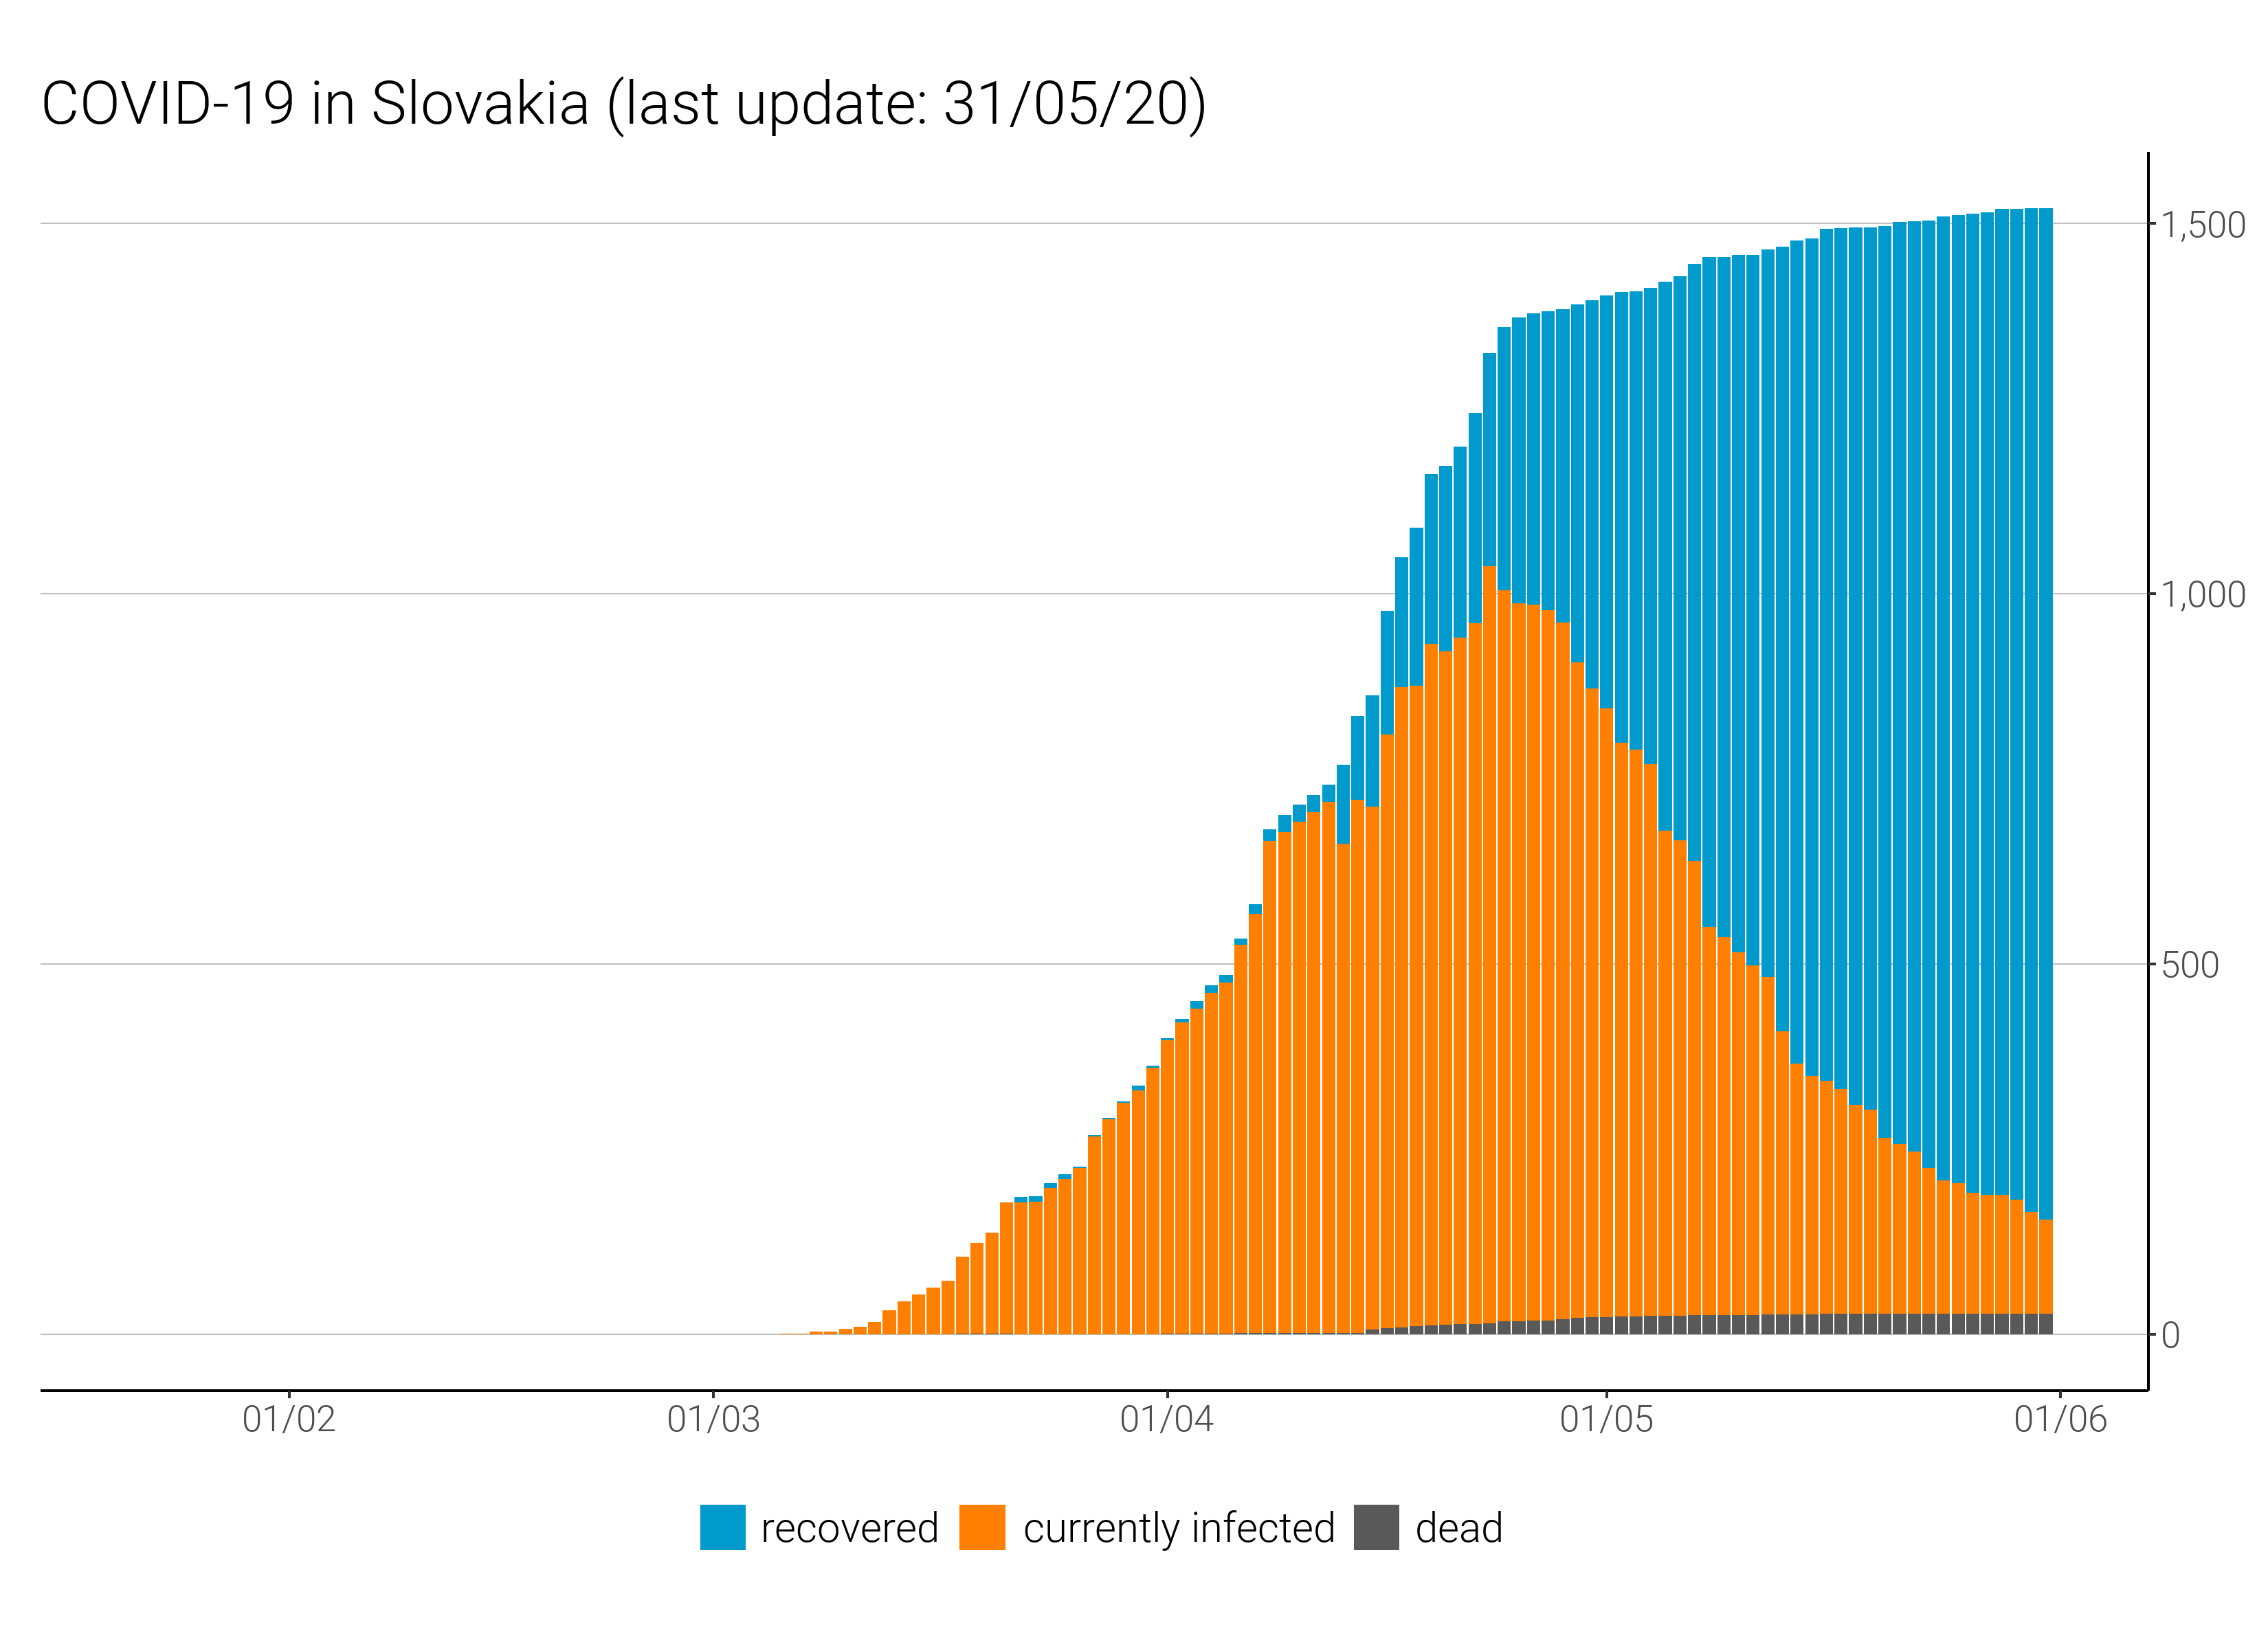 COVID-19 in Slovakia (last update: 31/05/20)
1,500
1,000
500
0
01/02 01/03 01/04 01/05 01/06
recovered currently infected dead